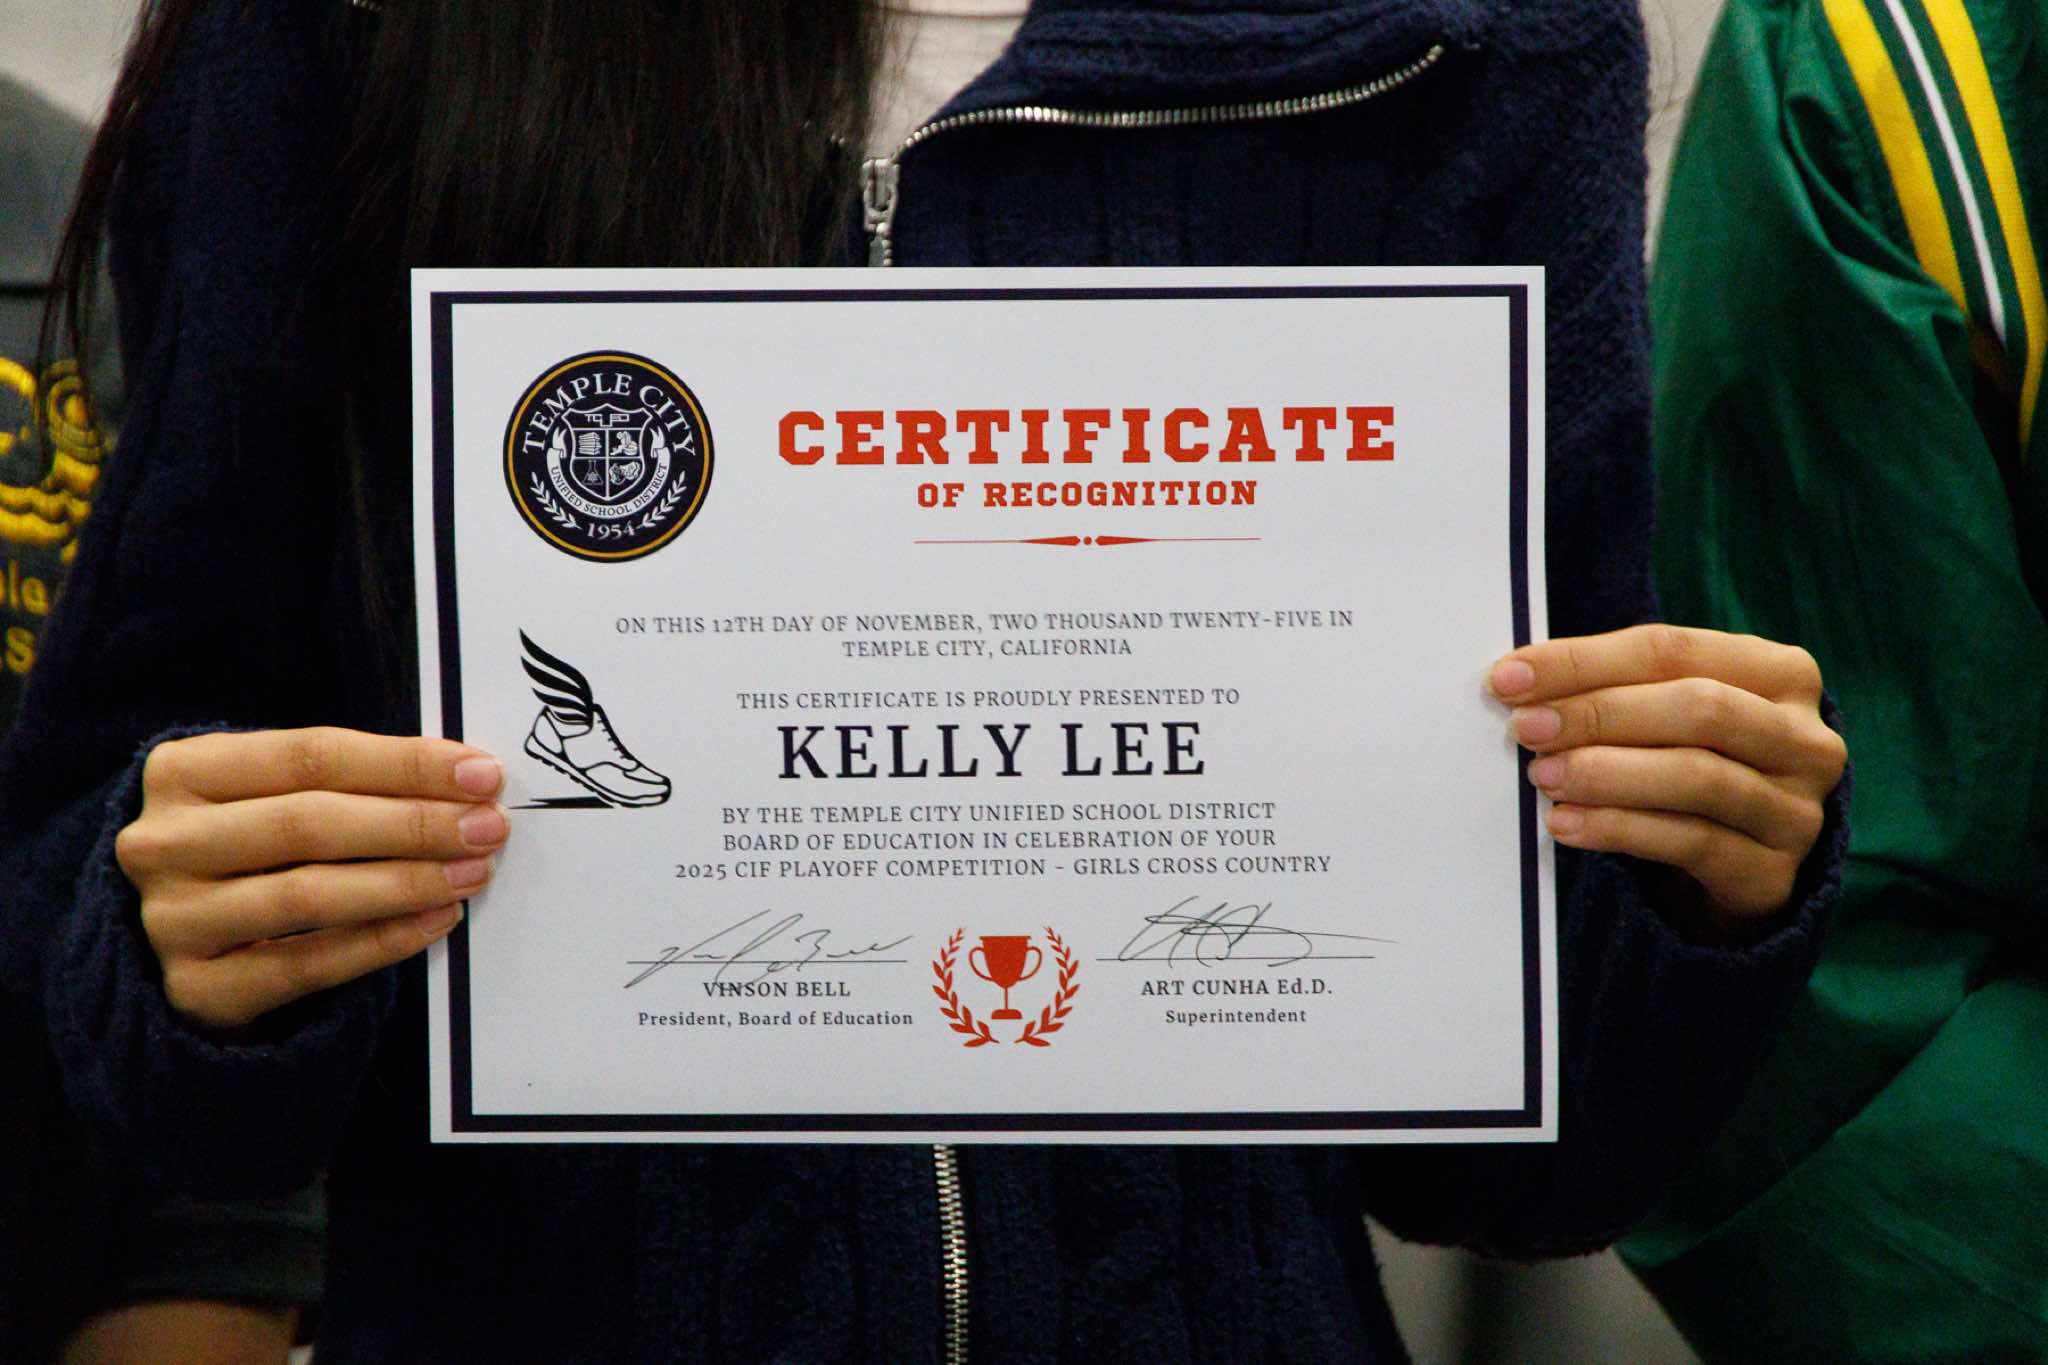 TEMPLE CITY
UNIFIED SCHOOL DISTRICT
1954
CERTIFICATE
OF RECOGNITION
ON THIS 12TH DAY OF NOVEMBER, TWO THOUSAND TWENTY-FIVE IN
TEMPLE CITY, CALIFORNIA
THIS CERTIFICATE IS PROUDLY PRESENTED TO
KELLY LEE
BY THE TEMPLE CITY UNIFIED SCHOOL DISTRICT
BOARD OF EDUCATION IN CELEBRATION OF YOUR
2025 CIF PLAYOFF COMPETITION - GIRLS CROSS COUNTRY
VINSON BELL
President, Board of Education
ART CUNHA Ed.D.
Superintendent